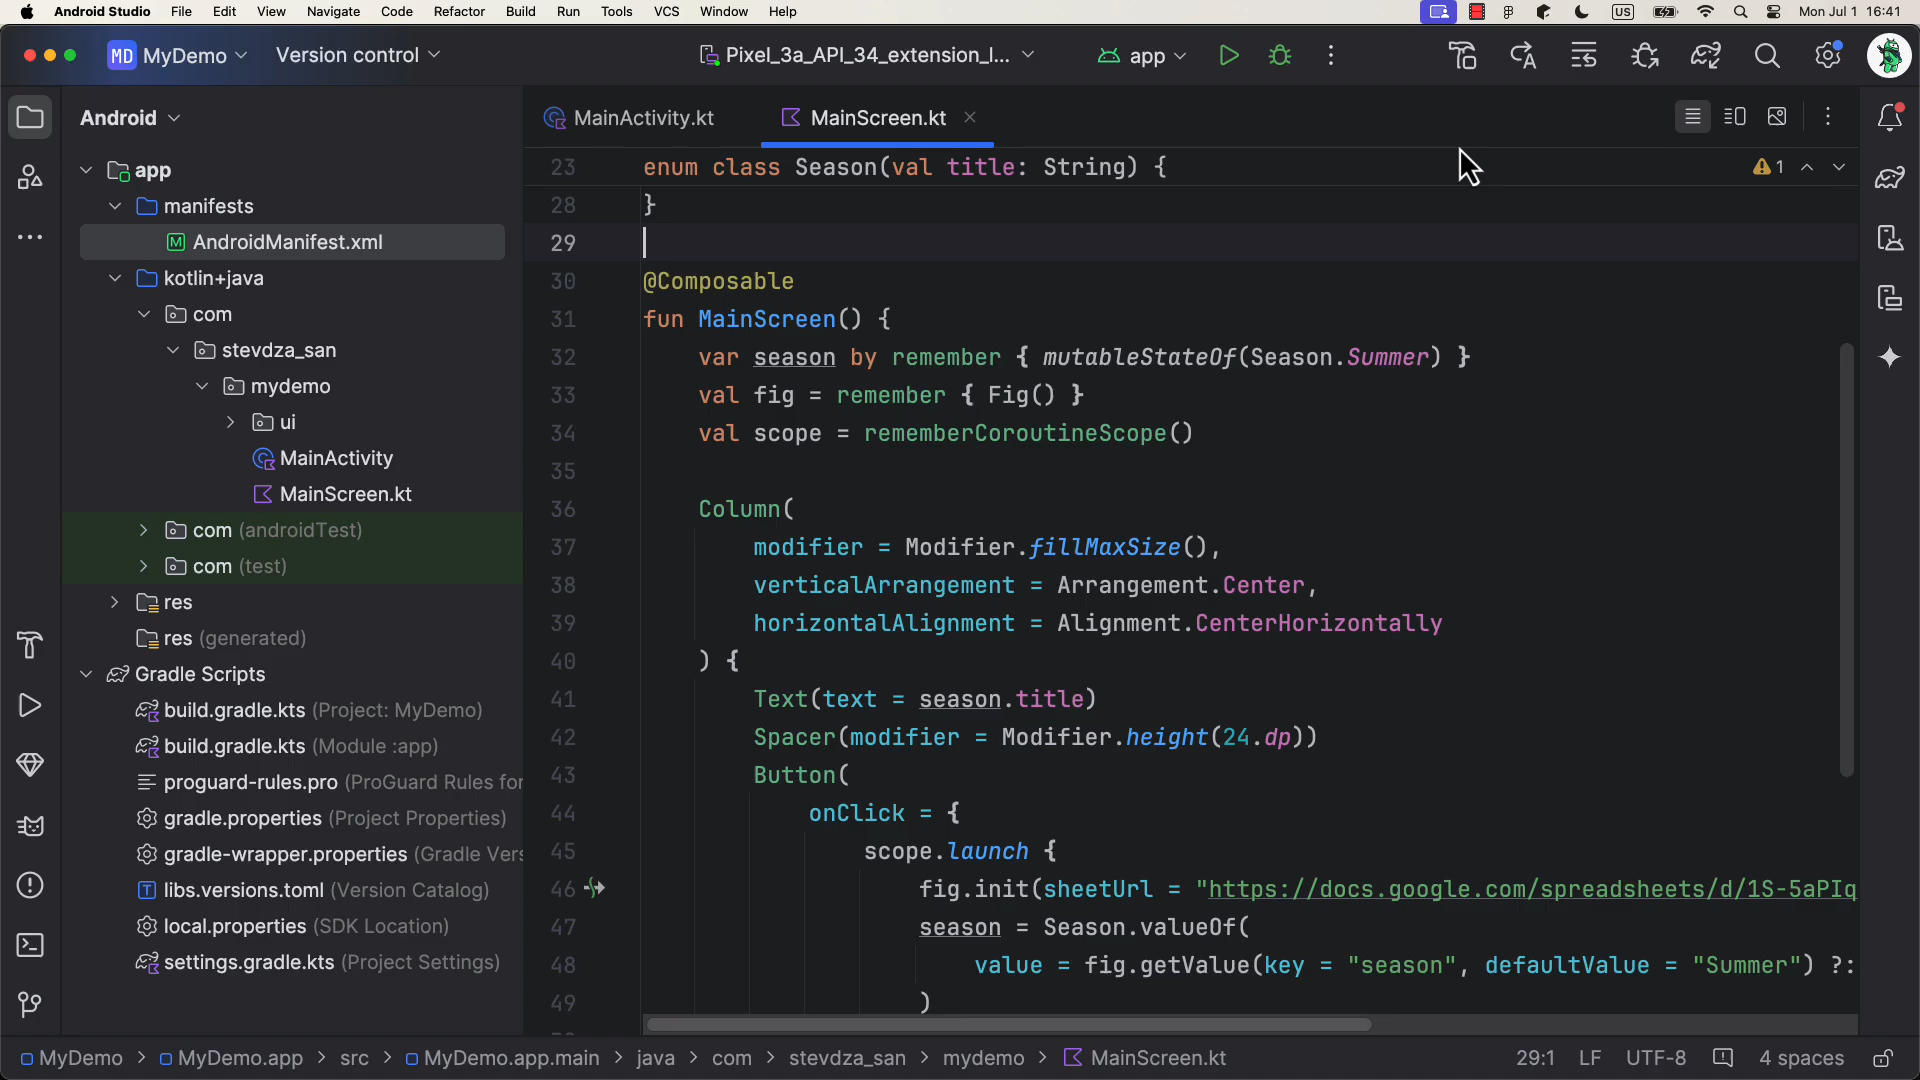 Android Studio File Edit View Navigate Code Refactor Build Run Tools VCS Window Help US Mon Jul 1 16:41
MD MyDemo Version control Pixel_3a_API_34_extension_l... app
Android MainActivity.kt MainScreen.kt
app
manifests
AndroidManifest.xml
kotlin+java
com
stevdza_san
mydemo
ui
MainActivity
MainScreen.kt
com (androidTest)
com (test)
res
res (generated)
Gradle Scripts
build.gradle.kts (Project: MyDemo)
build.gradle.kts (Module :app)
proguard-rules.pro (ProGuard Rules for
gradle.properties (Project Properties)
gradle-wrapper.properties (Gradle Vers
libs.versions.toml (Version Catalog)
local.properties (SDK Location)
settings.gradle.kts (Project Settings)
23 enum class Season(val title: String) { 1
28 }
29
30 @Composable
31 fun MainScreen() {
32 var season by remember { mutableStateOf(Season.Summer) }
33 val fig = remember { Fig() }
34 val scope = rememberCoroutineScope()
35
36 Column(
37 modifier = Modifier.fillMaxSize(),
38 verticalArrangement = Arrangement.Center,
39 horizontalAlignment = Alignment.CenterHorizontally
40 ) {
41 Text(text = season.title)
42 Spacer(modifier = Modifier.height(24.dp))
43 Button(
44 onClick = {
45 scope.launch {
46 fig.init(sheetUrl = "https://docs.google.com/spreadsheets/d/1S-5aPIq
47 season = Season.valueOf(
48 value = fig.getValue(key = "season", defaultValue = "Summer") ?:
49 )
MyDemo > MyDemo.app > src > MyDemo.app.main > java > com > stevdza_san > mydemo > MainScreen.kt 29:1 LF UTF-8 4 spaces